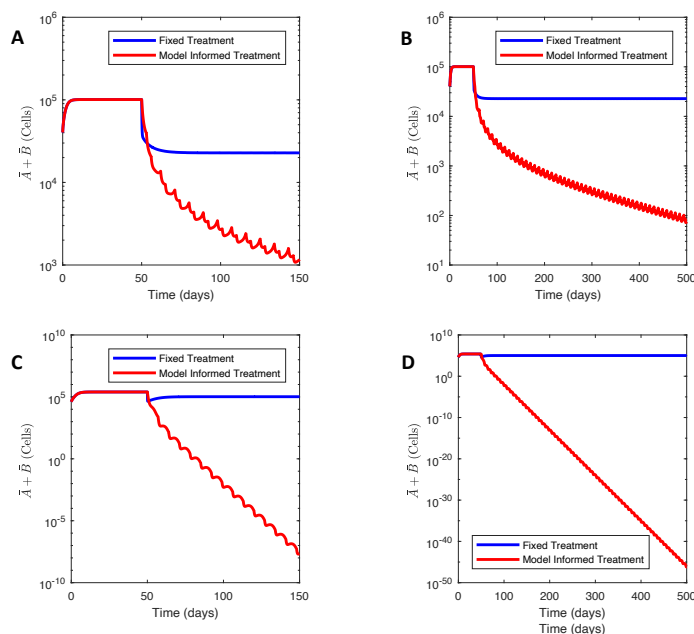 A
Fixed Treatment
Model Informed Treatment
10^6
10^5
10^4
10^3
Ā + B̄ (Cells)
0 50 100 150
Time (days)
B
Fixed Treatment
Model Informed Treatment
10^6
10^5
10^4
10^3
10^2
10^1
Ā + B̄ (Cells)
0 100 200 300 400 500
Time (days)
C
Fixed Treatment
Model Informed Treatment
10^10
10^5
10^0
10^-5
10^-10
Ā + B̄ (Cells)
0 50 100 150
Time (days)
D
10^10
10^0
10^-10
10^-20
10^-30
10^-40
10^-50
Ā + B̄ (Cells)
Fixed Treatment
Model Informed Treatment
0 100 200 300 400 500
Time (days)
Time (days)